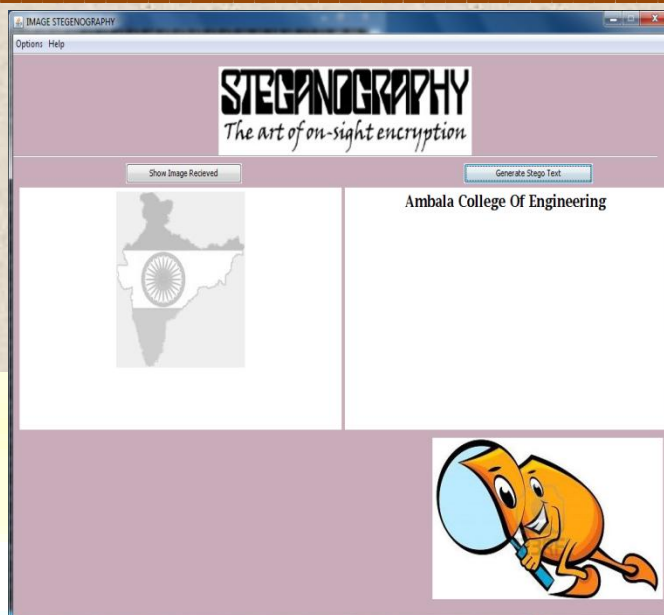 IMAGE STEGENOGRAPHY
Options Help
STEGANOGRAPHY
The art of on-sight encryption
Show Image Recieved
Generate Stego Text
Ambala College Of Engineering